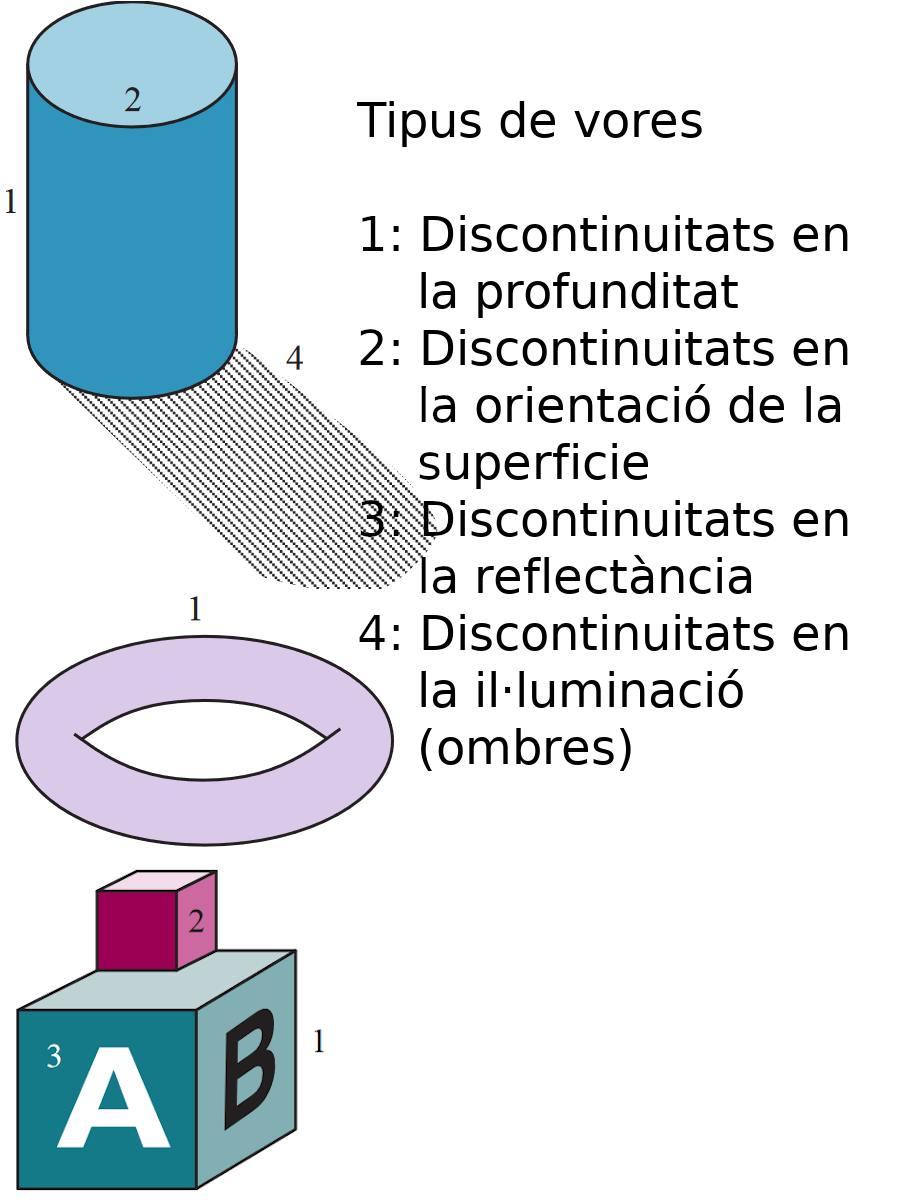 2
1
4
Tipus de vores
1: Discontinuitats en
la profunditat
2: Discontinuitats en
la orientació de la
superficie
3: Discontinuitats en
la reflectància
4: Discontinuitats en
la il·luminació
(ombres)
1
2
3
A
B
1